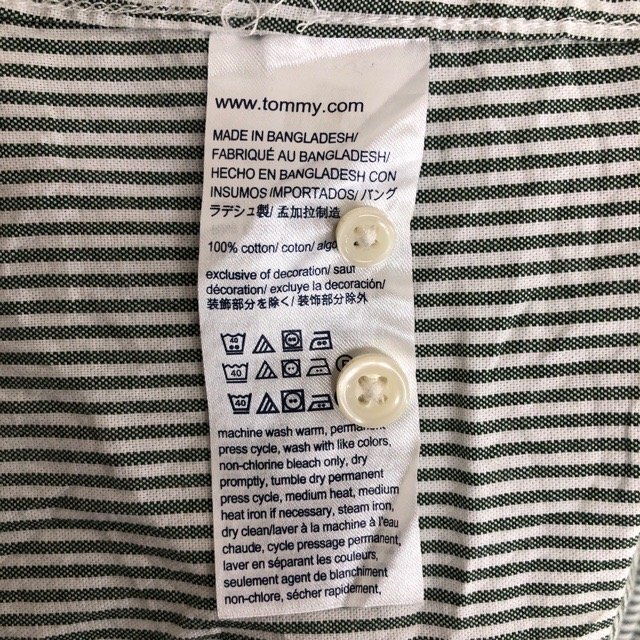 www.tommy.com
MADE IN BANGLADESH/
FABRIQUÉ AU BANGLADESH/
HECHO EN BANGLADESH CON
INSUMOS IMPORTADOS/ バング
ラデシュ製/ 孟加拉制造
100% cotton/ coton/
exclusive of decoration/ sauf
décoration/ excluye la decoración/
装飾部分を除く/ 装饰部分除外
40
40
40
machine wash warm, permanent
press cycle, wash with like colors,
non-chlorine bleach only, dry
promptly, tumble dry permanent
press cycle, medium heat, medium
heat iron if necessary, steam iron,
dry clean/laver à la machine à l'eau
chaude, cycle pressage permanent,
laver en séparant les couleurs,
seulement agent de blanchiment
non-chlore, sécher rapidement,